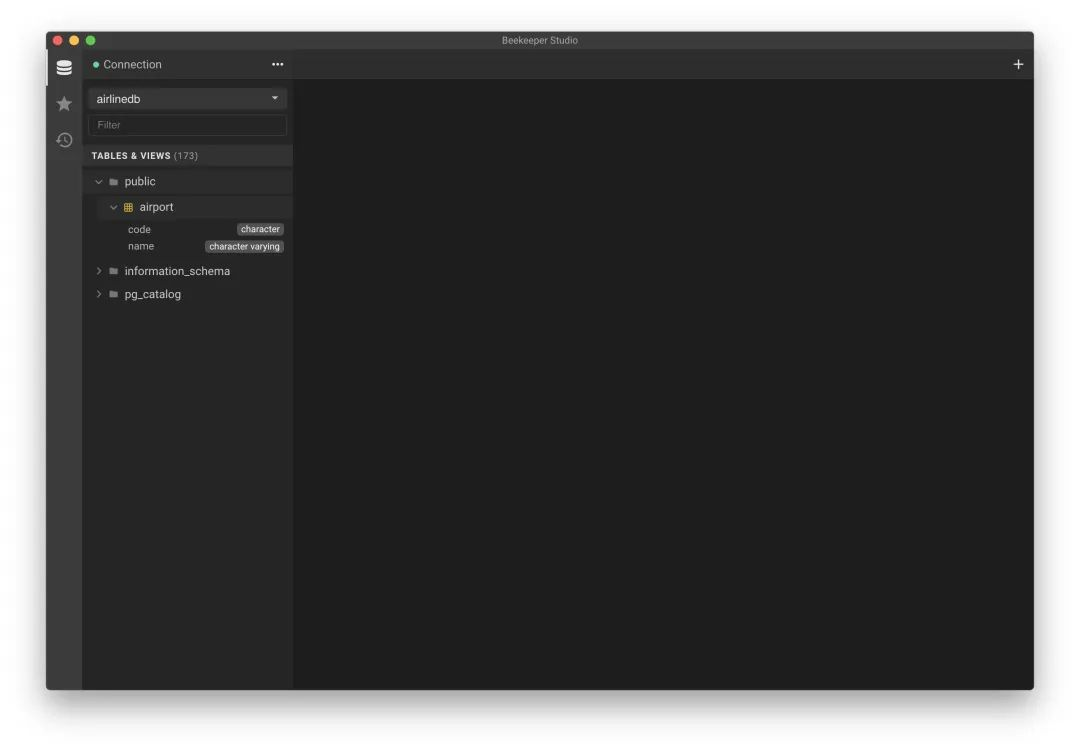 Beekeeper Studio
Connection
airlinedb
Filter
TABLES & VIEWS (173)
public
airport
code character
name character varying
information_schema
pg_catalog